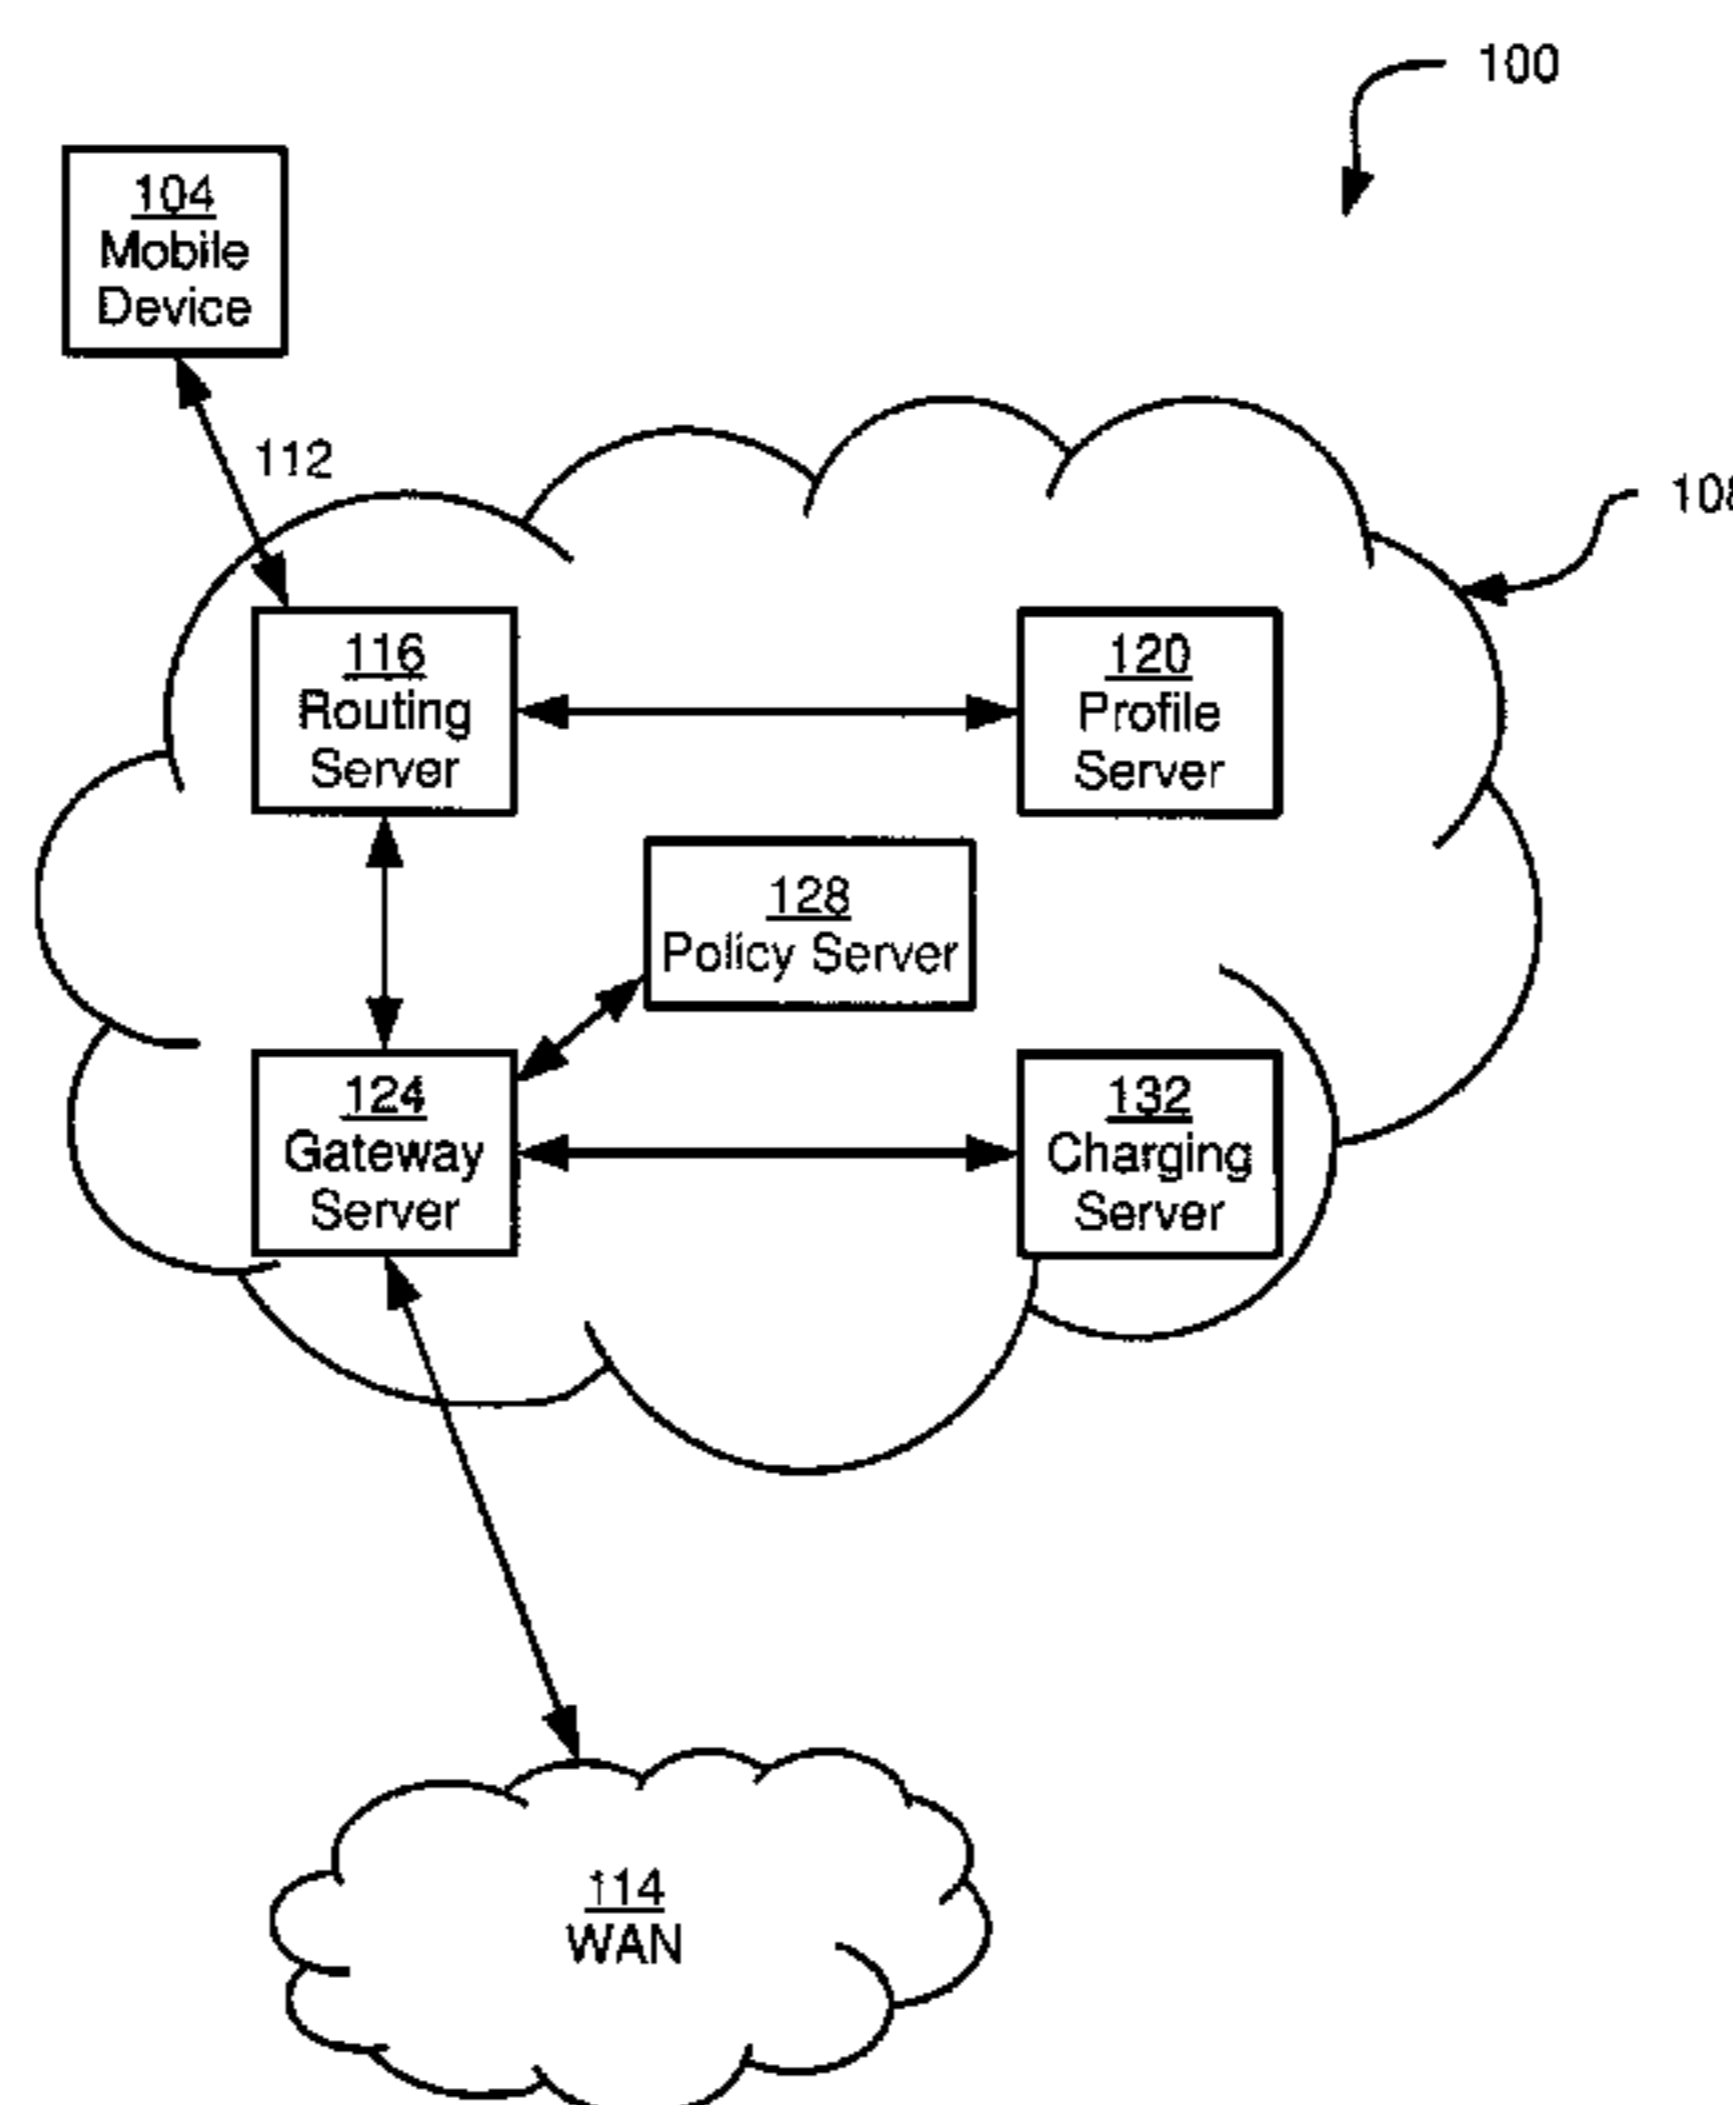 100
104
Mobile
Device
112
108
116
Routing
Server
120
Profile
Server
128
Policy Server
124
Gateway
Server
132
Charging
Server
114
WAN